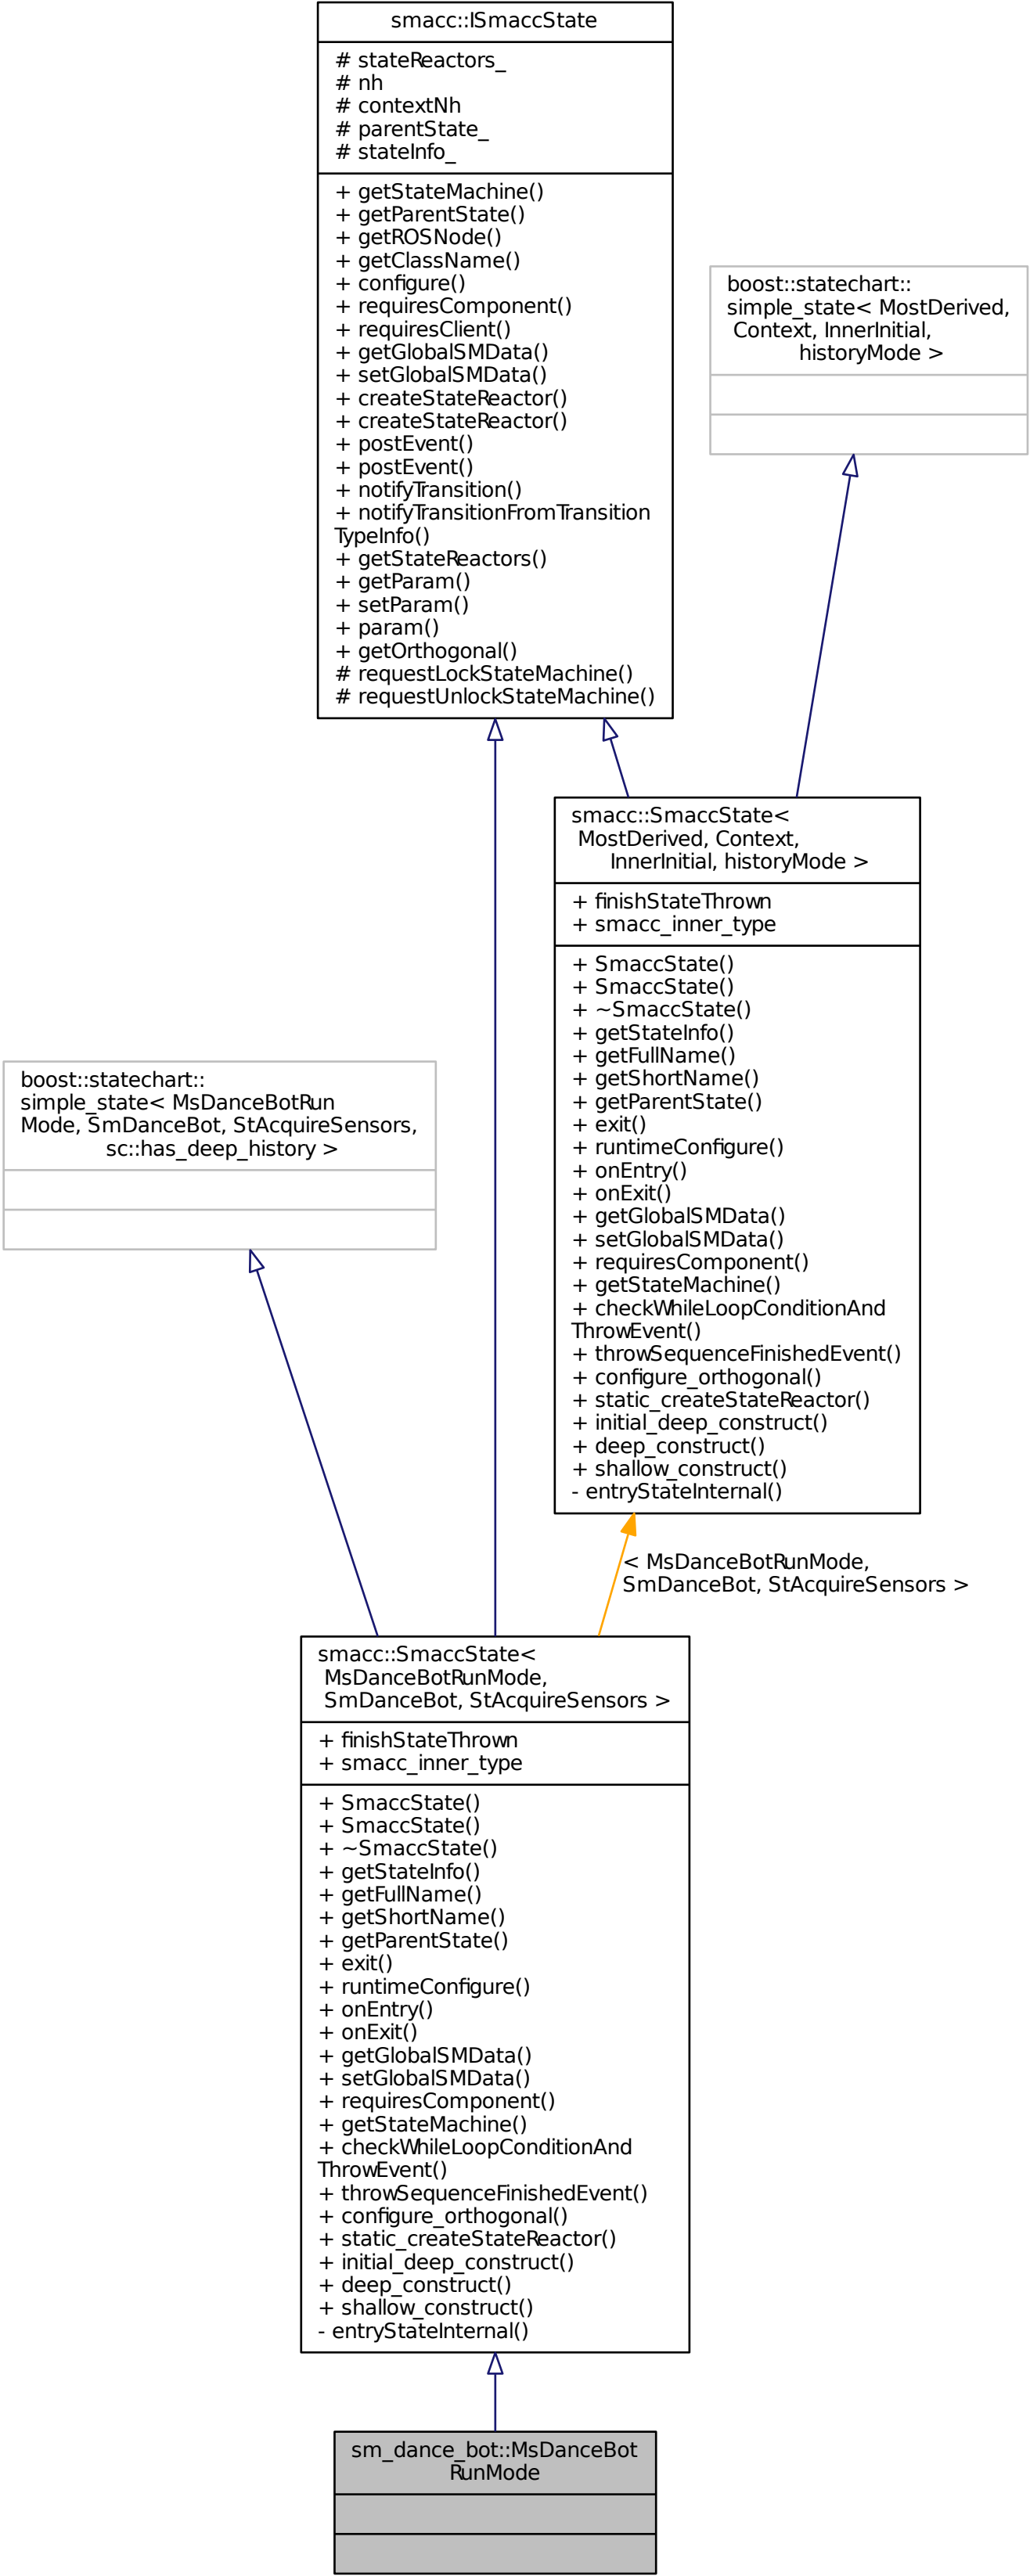 smacc::ISmaccState
# stateReactors_
# nh
# contextNh
# parentState_
# stateInfo_
+ getStateMachine()
+ getParentState()
+ getROSNode()
+ getClassName()
+ configure()
+ requiresComponent()
+ requiresClient()
+ getGlobalSMData()
+ setGlobalSMData()
+ createStateReactor()
+ createStateReactor()
+ postEvent()
+ postEvent()
+ notifyTransition()
+ notifyTransitionFromTransition
TypeInfo()
+ getStateReactors()
+ getParam()
+ setParam()
+ param()
+ getOrthogonal()
# requestLockStateMachine()
# requestUnlockStateMachine()
boost::statechart::
simple_state< MostDerived,
Context, InnerInitial,
historyMode >
smacc::SmaccState<
MostDerived, Context,
InnerInitial, historyMode >
+ finishStateThrown
+ smacc_inner_type
+ SmaccState()
+ SmaccState()
+ ~SmaccState()
+ getStateInfo()
+ getFullName()
+ getShortName()
+ getParentState()
+ exit()
+ runtimeConfigure()
+ onEntry()
+ onExit()
+ getGlobalSMData()
+ setGlobalSMData()
+ requiresComponent()
+ getStateMachine()
+ checkWhileLoopConditionAnd
ThrowEvent()
+ throwSequenceFinishedEvent()
+ configure_orthogonal()
+ static_createStateReactor()
+ initial_deep_construct()
+ deep_construct()
+ shallow_construct()
- entryStateInternal()
boost::statechart::
simple_state< MsDanceBotRun
Mode, SmDanceBot, StAcquireSensors,
sc::has_deep_history >
< MsDanceBotRunMode,
SmDanceBot, StAcquireSensors >
smacc::SmaccState<
MsDanceBotRunMode,
SmDanceBot, StAcquireSensors >
+ finishStateThrown
+ smacc_inner_type
+ SmaccState()
+ SmaccState()
+ ~SmaccState()
+ getStateInfo()
+ getFullName()
+ getShortName()
+ getParentState()
+ exit()
+ runtimeConfigure()
+ onEntry()
+ onExit()
+ getGlobalSMData()
+ setGlobalSMData()
+ requiresComponent()
+ getStateMachine()
+ checkWhileLoopConditionAnd
ThrowEvent()
+ throwSequenceFinishedEvent()
+ configure_orthogonal()
+ static_createStateReactor()
+ initial_deep_construct()
+ deep_construct()
+ shallow_construct()
- entryStateInternal()
sm_dance_bot::MsDanceBot
RunMode